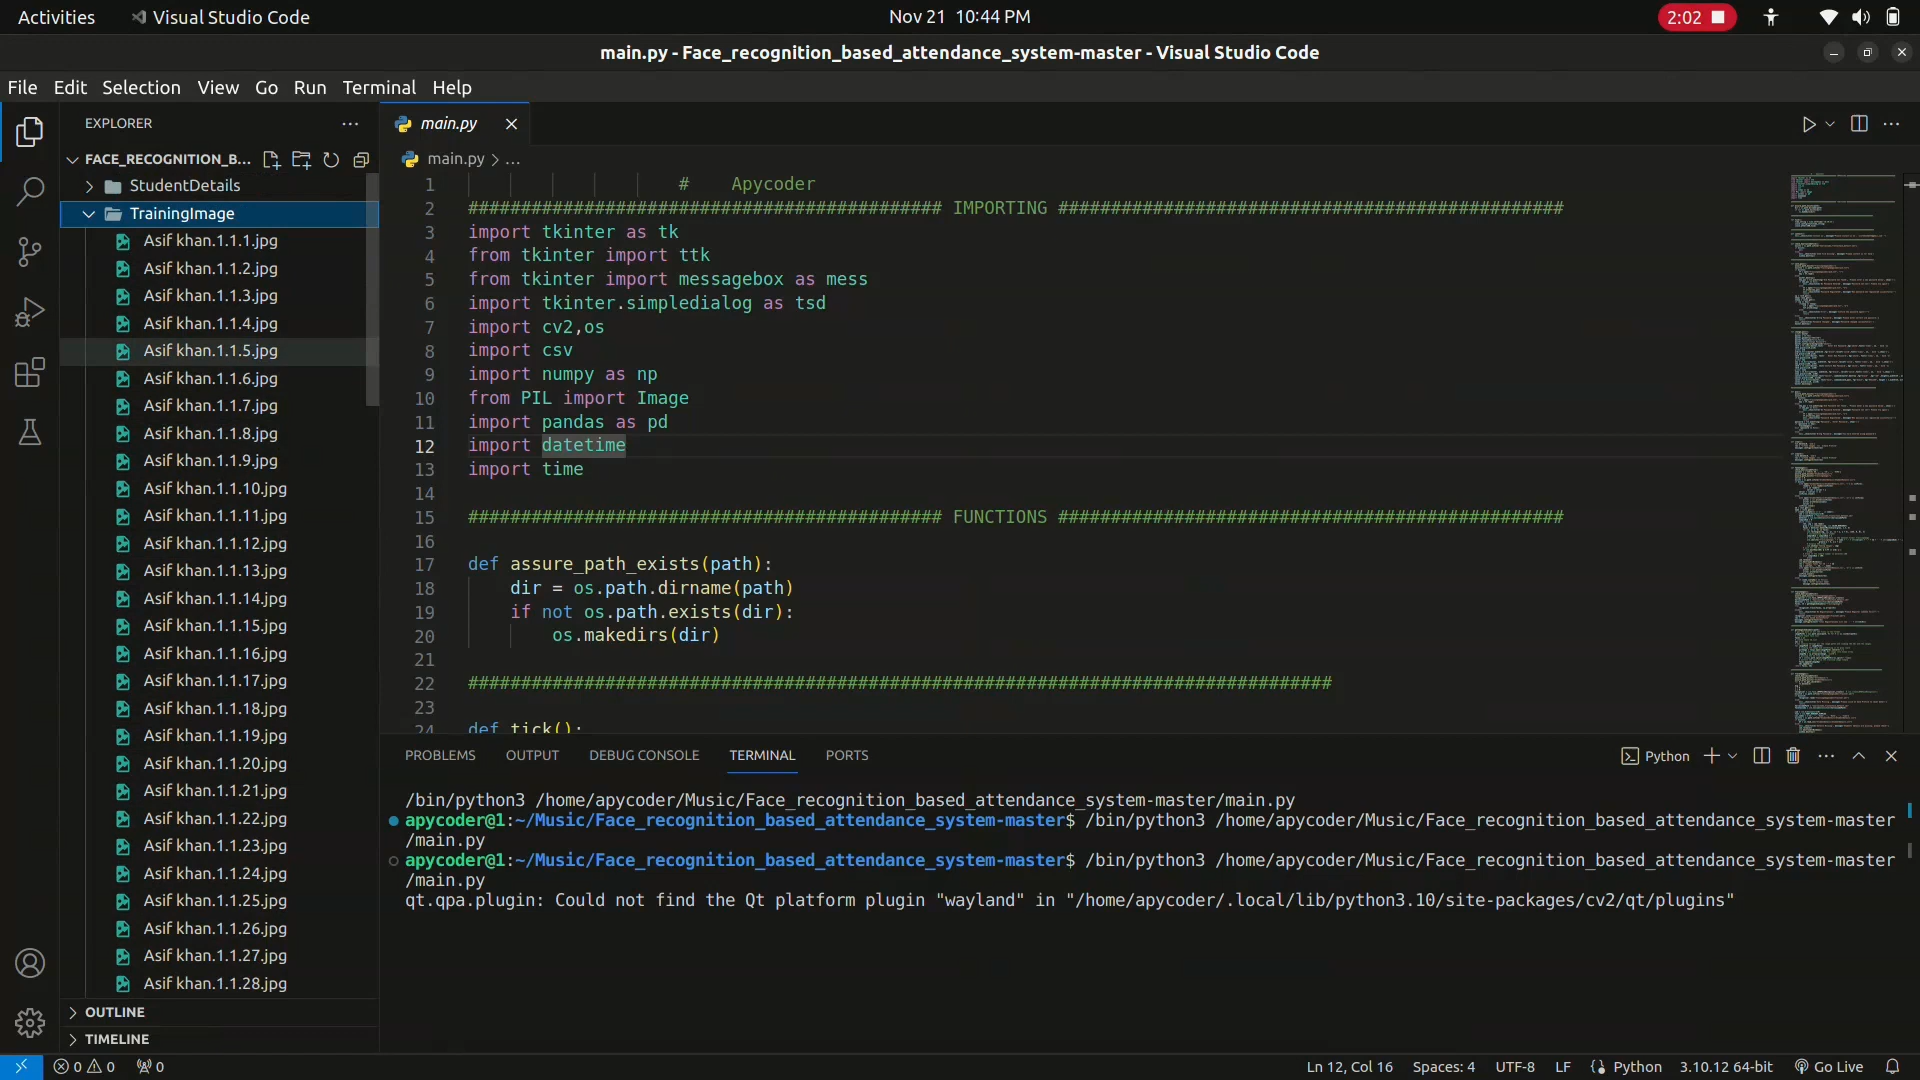 Activities
Visual Studio Code
Nov 21 10:44 PM
2:02
main.py - Face_recognition_based_attendance_system-master - Visual Studio Code
File Edit Selection View Go Run Terminal Help
EXPLORER
FACE_RECOGNITION_B...
StudentDetails
TrainingImage
Asif khan.1.1.1.jpg
Asif khan.1.1.2.jpg
Asif khan.1.1.3.jpg
Asif khan.1.1.4.jpg
Asif khan.1.1.5.jpg
Asif khan.1.1.6.jpg
Asif khan.1.1.7.jpg
Asif khan.1.1.8.jpg
Asif khan.1.1.9.jpg
Asif khan.1.1.10.jpg
Asif khan.1.1.11.jpg
Asif khan.1.1.12.jpg
Asif khan.1.1.13.jpg
Asif khan.1.1.14.jpg
Asif khan.1.1.15.jpg
Asif khan.1.1.16.jpg
Asif khan.1.1.17.jpg
Asif khan.1.1.18.jpg
Asif khan.1.1.19.jpg
Asif khan.1.1.20.jpg
Asif khan.1.1.21.jpg
Asif khan.1.1.22.jpg
Asif khan.1.1.23.jpg
Asif khan.1.1.24.jpg
Asif khan.1.1.25.jpg
Asif khan.1.1.26.jpg
Asif khan.1.1.27.jpg
Asif khan.1.1.28.jpg
OUTLINE
TIMELINE
main.py
main.py > ...
1 # Apycoder
2 ############################################# IMPORTING ################################################
3 import tkinter as tk
4 from tkinter import ttk
5 from tkinter import messagebox as mess
6 import tkinter.simpledialog as tsd
7 import cv2,os
8 import csv
9 import numpy as np
10 from PIL import Image
11 import pandas as pd
12 import datetime
13 import time
14
15 ############################################# FUNCTIONS ################################################
16
17 def assure_path_exists(path):
18 dir = os.path.dirname(path)
19 if not os.path.exists(dir):
20 os.makedirs(dir)
21
22 ##################################################################################
23
24 def tick():
PROBLEMS OUTPUT DEBUG CONSOLE TERMINAL PORTS
Python
/bin/python3 /home/apycoder/Music/Face_recognition_based_attendance_system-master/main.py
apycoder@1:~/Music/Face_recognition_based_attendance_system-master$ /bin/python3 /home/apycoder/Music/Face_recognition_based_attendance_system-master
/main.py
apycoder@1:~/Music/Face_recognition_based_attendance_system-master$ /bin/python3 /home/apycoder/Music/Face_recognition_based_attendance_system-master
/main.py
qt.qpa.plugin: Could not find the Qt platform plugin "wayland" in "/home/apycoder/.local/lib/python3.10/site-packages/cv2/qt/plugins"
0 0 0
Ln 12, Col 16 Spaces: 4 UTF-8 LF Python 3.10.12 64-bit Go Live